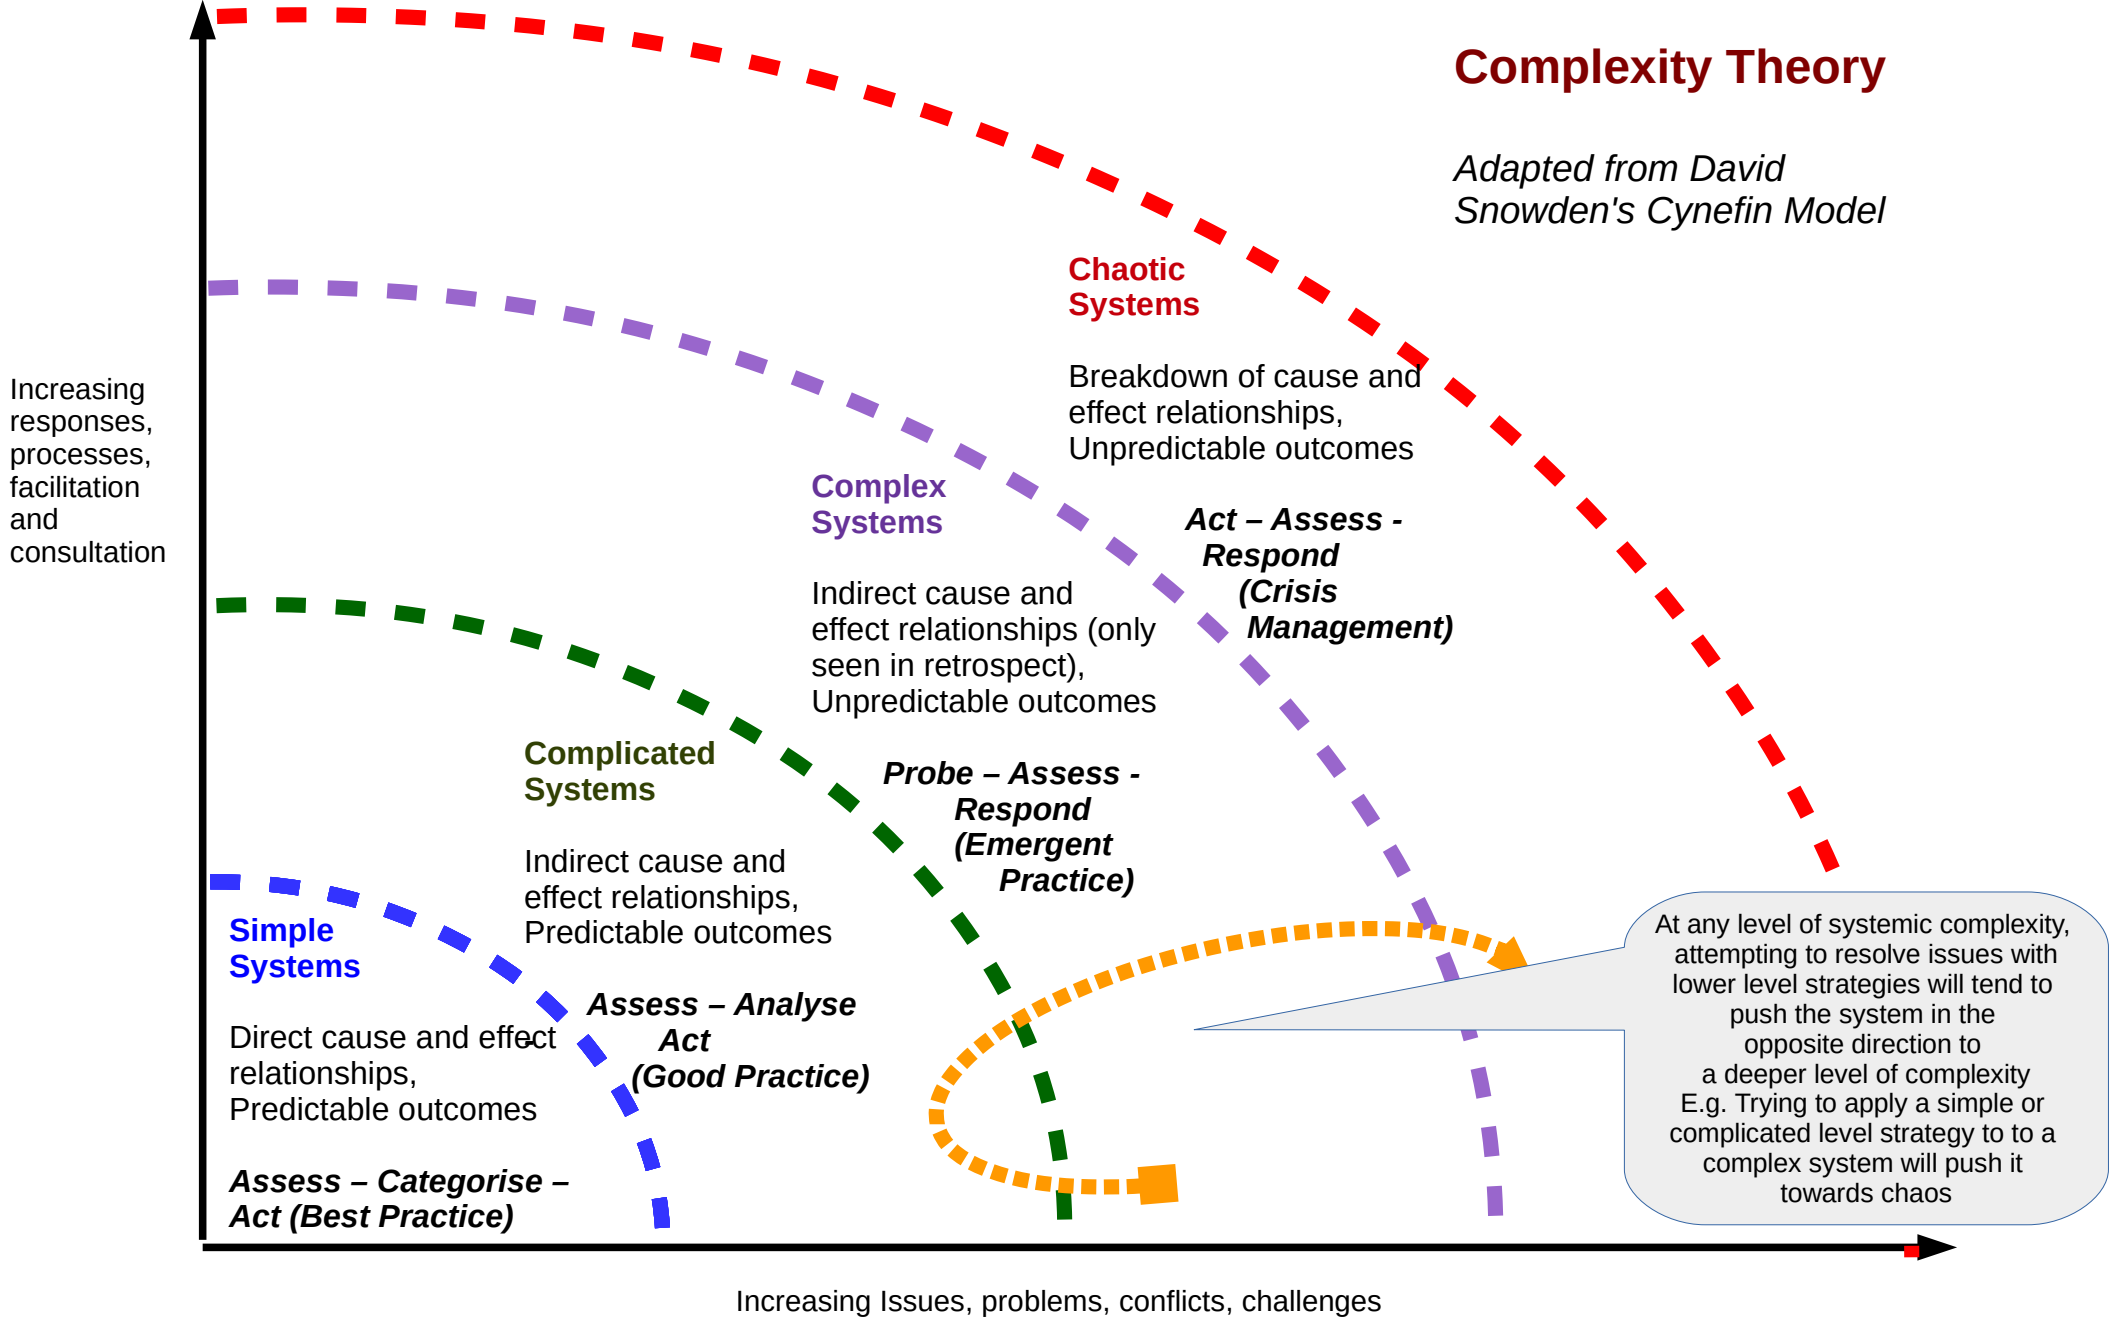 Complexity Theory
Adapted from David
Snowden's Cynefin Model
Increasing
responses,
processes,
facilitation
and
consultation
Chaotic
Systems
Breakdown of cause and
effect relationships,
Unpredictable outcomes
Act – Assess -
Respond
(Crisis
Management)
Complex
Systems
Indirect cause and
effect relationships (only
seen in retrospect),
Unpredictable outcomes
Probe – Assess -
Respond
(Emergent
Practice)
Complicated
Systems
Indirect cause and
effect relationships,
Predictable outcomes
Assess – Analyse
- Act
(Good Practice)
Simple
Systems
Direct cause and effect
relationships,
Predictable outcomes
Assess – Categorise –
Act (Best Practice)
At any level of systemic complexity,
attempting to resolve issues with
lower level strategies will tend to
push the system in the
opposite direction to
a deeper level of complexity
E.g. Trying to apply a simple or
complicated level strategy to to a
complex system will push it
towards chaos
Increasing Issues, problems, conflicts, challenges